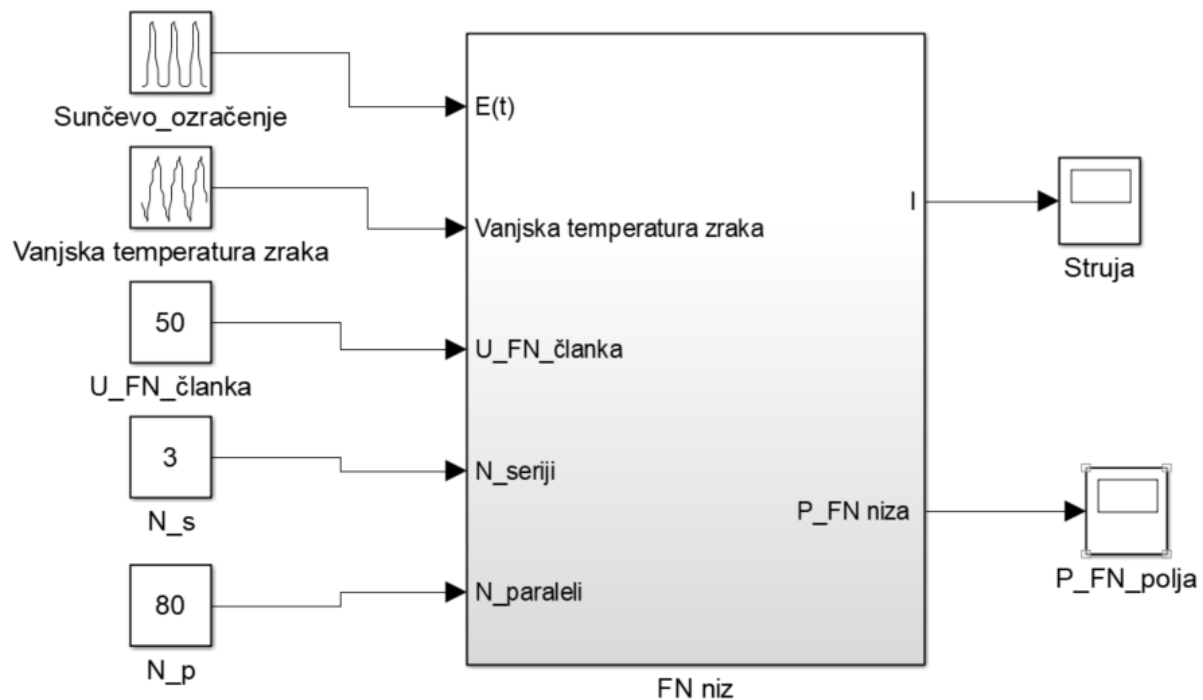 Sunčevo_ozračenje
Vanjska temperatura zraka
50
U_FN_članka
3
N_s
80
N_p
E(t)
Vanjska temperatura zraka
U_FN_članka
N_seriji
N_paraleli
I
P_FN niza
FN niz
Struja
P_FN_polja